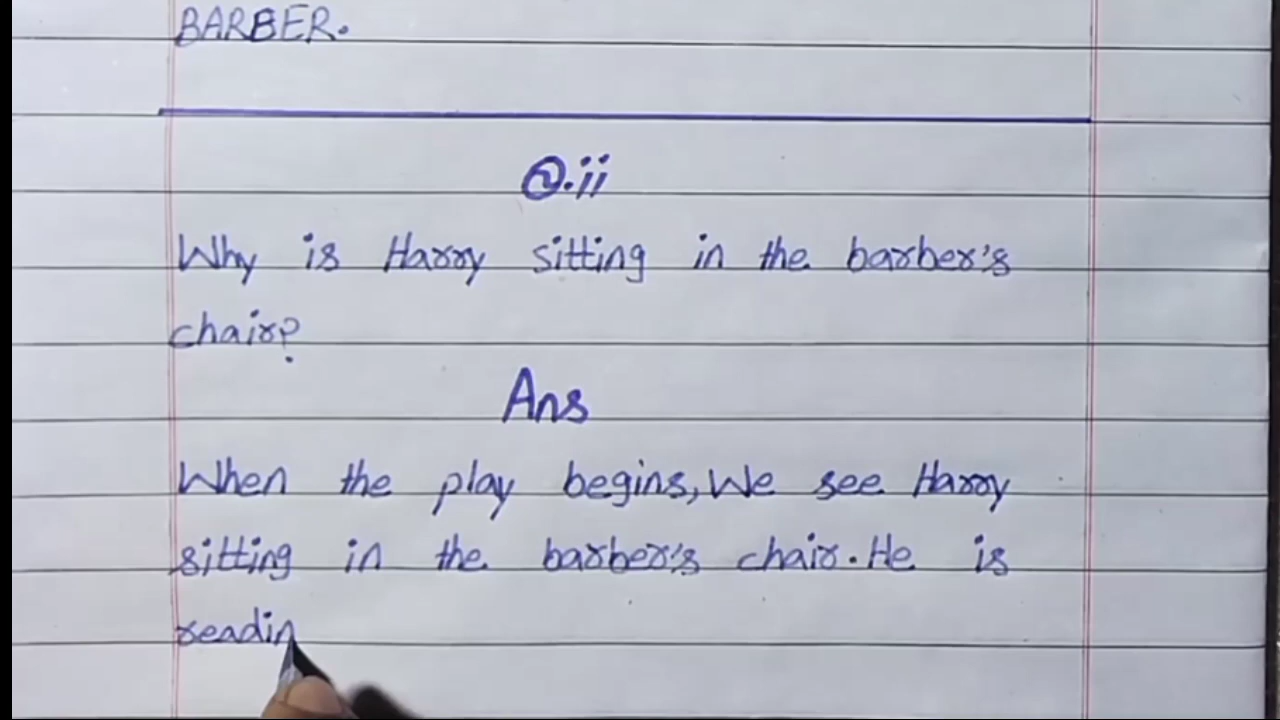 BARBER.
Q.ii
Why is Harry sitting in the barber's
chair?
Ans
When the play begins, We see Harry
sitting in the barber's chair. He is
readin